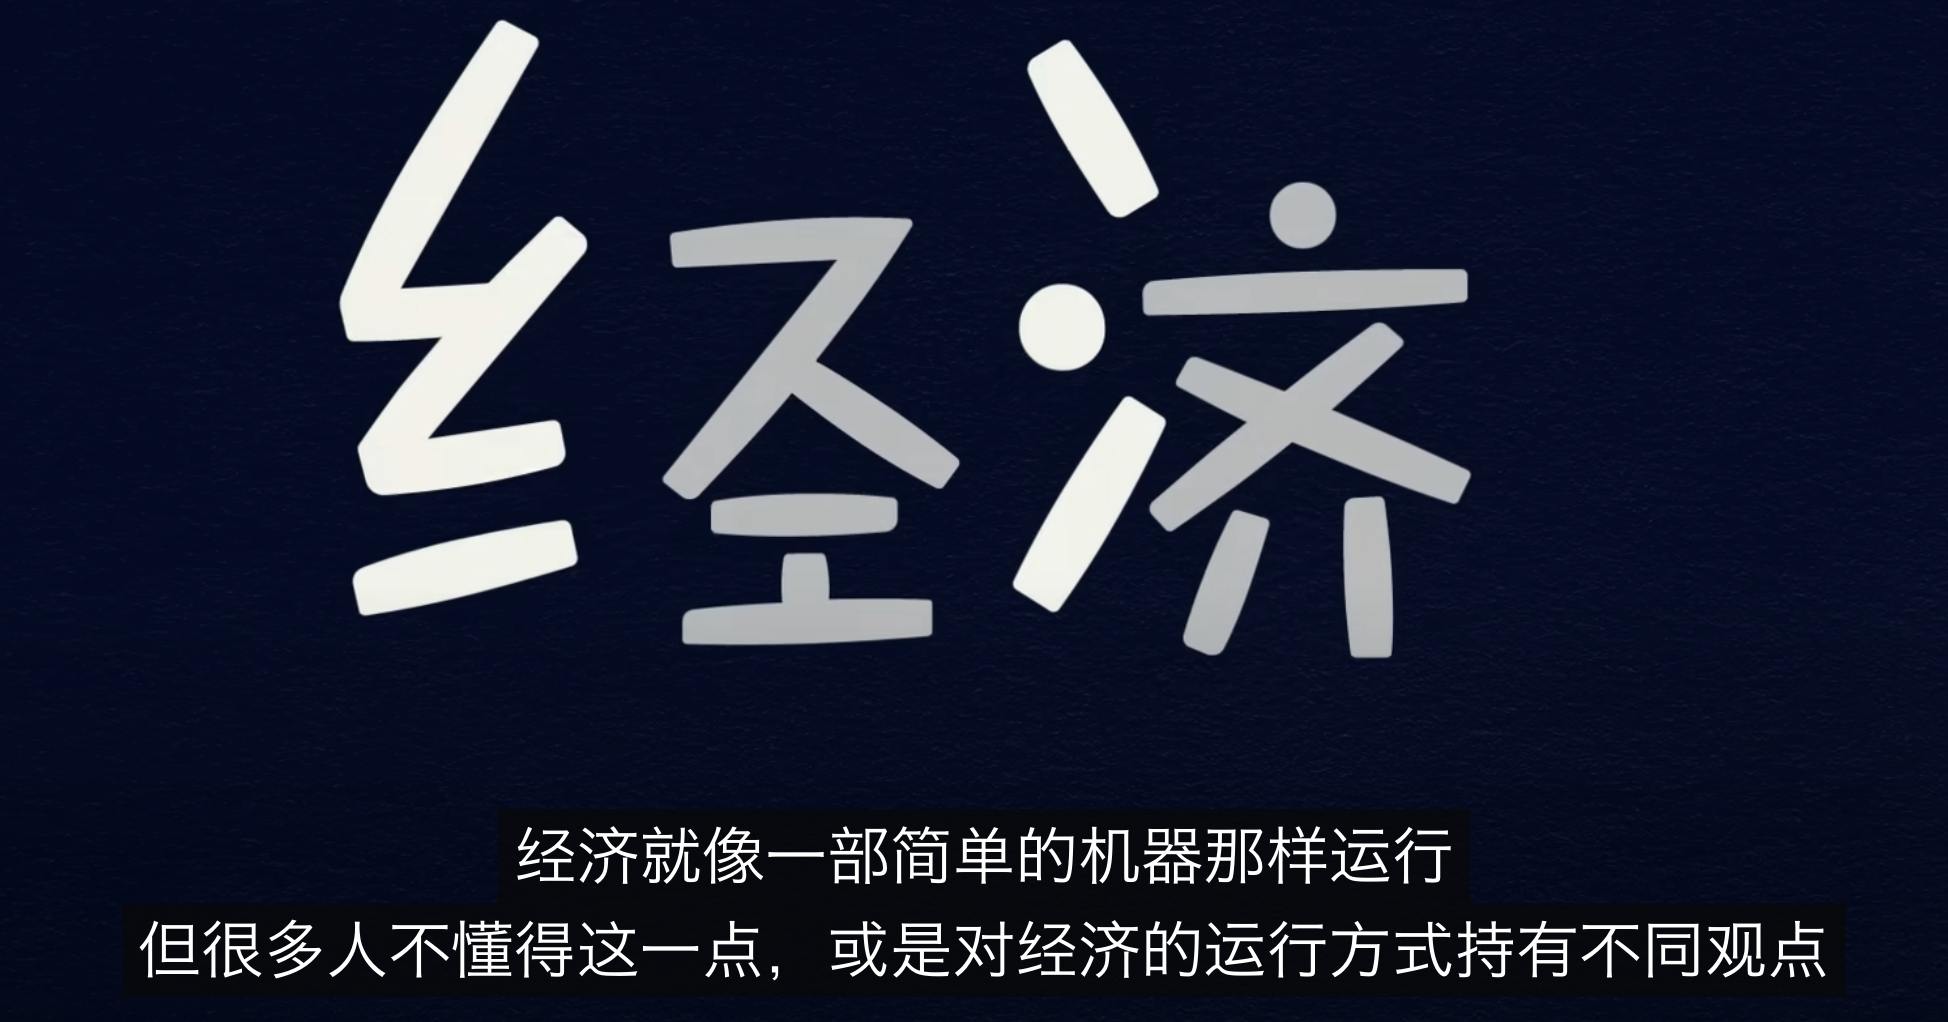 经济
经济就像一部简单的机器那样运行
但很多人不懂得这一点，或是对经济的运行方式持有不同观点